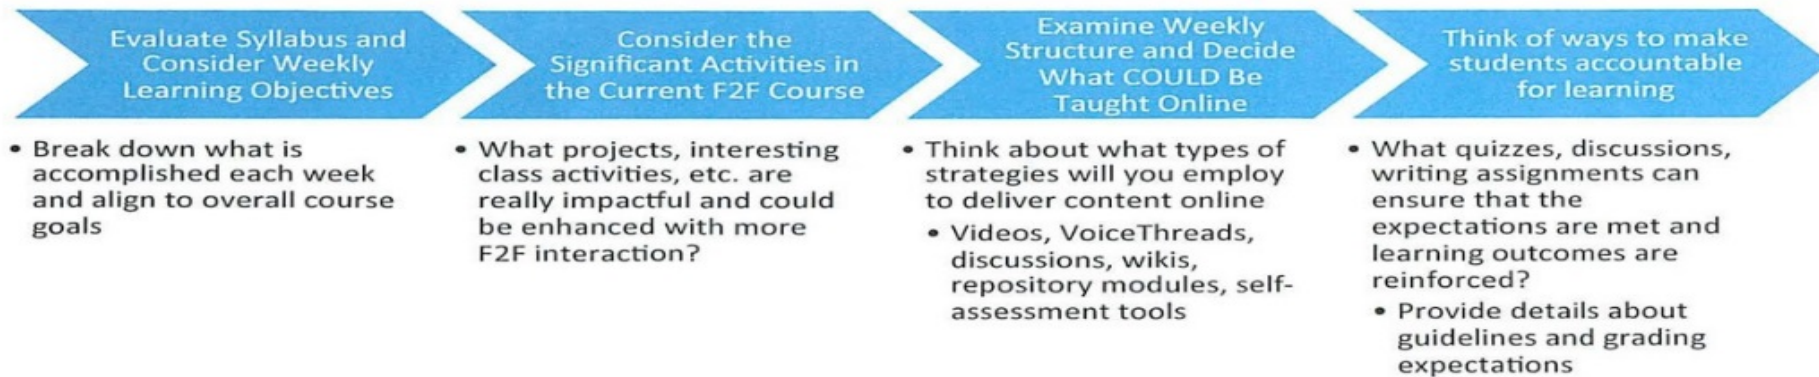 Evaluate Syllabus and
Consider Weekly
Learning Objectives
• Break down what is
accomplished each week
and align to overall course
goals
Consider the
Significant Activities in
the Current F2F Course
• What projects, interesting
class activities, etc. are
really impactful and could
be enhanced with more
F2F interaction?
Examine Weekly
Structure and Decide
What COULD Be
Taught Online
• Think about what types of
strategies will you employ
to deliver content online
• Videos, VoiceThreads,
discussions, wikis,
repository modules, self-
assessment tools
Think of ways to make
students accountable
for learning
• What quizzes, discussions,
writing assignments can
ensure that the
expectations are met and
learning outcomes are
reinforced?
• Provide details about
guidelines and grading
expectations